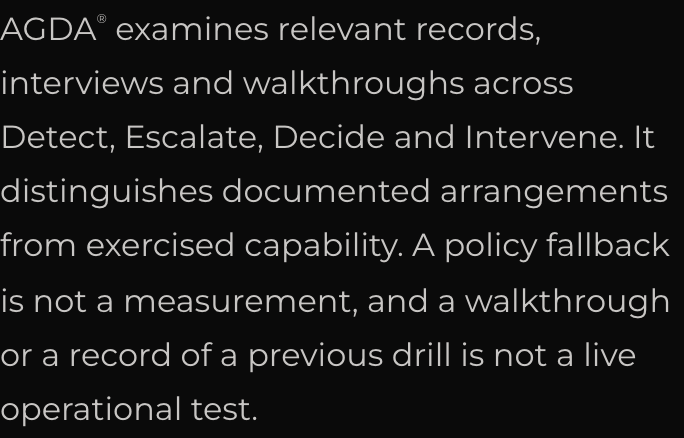 AGDA® examines relevant records,
interviews and walkthroughs across
Detect, Escalate, Decide and Intervene. It
distinguishes documented arrangements
from exercised capability. A policy fallback
is not a measurement, and a walkthrough
or a record of a previous drill is not a live
operational test.